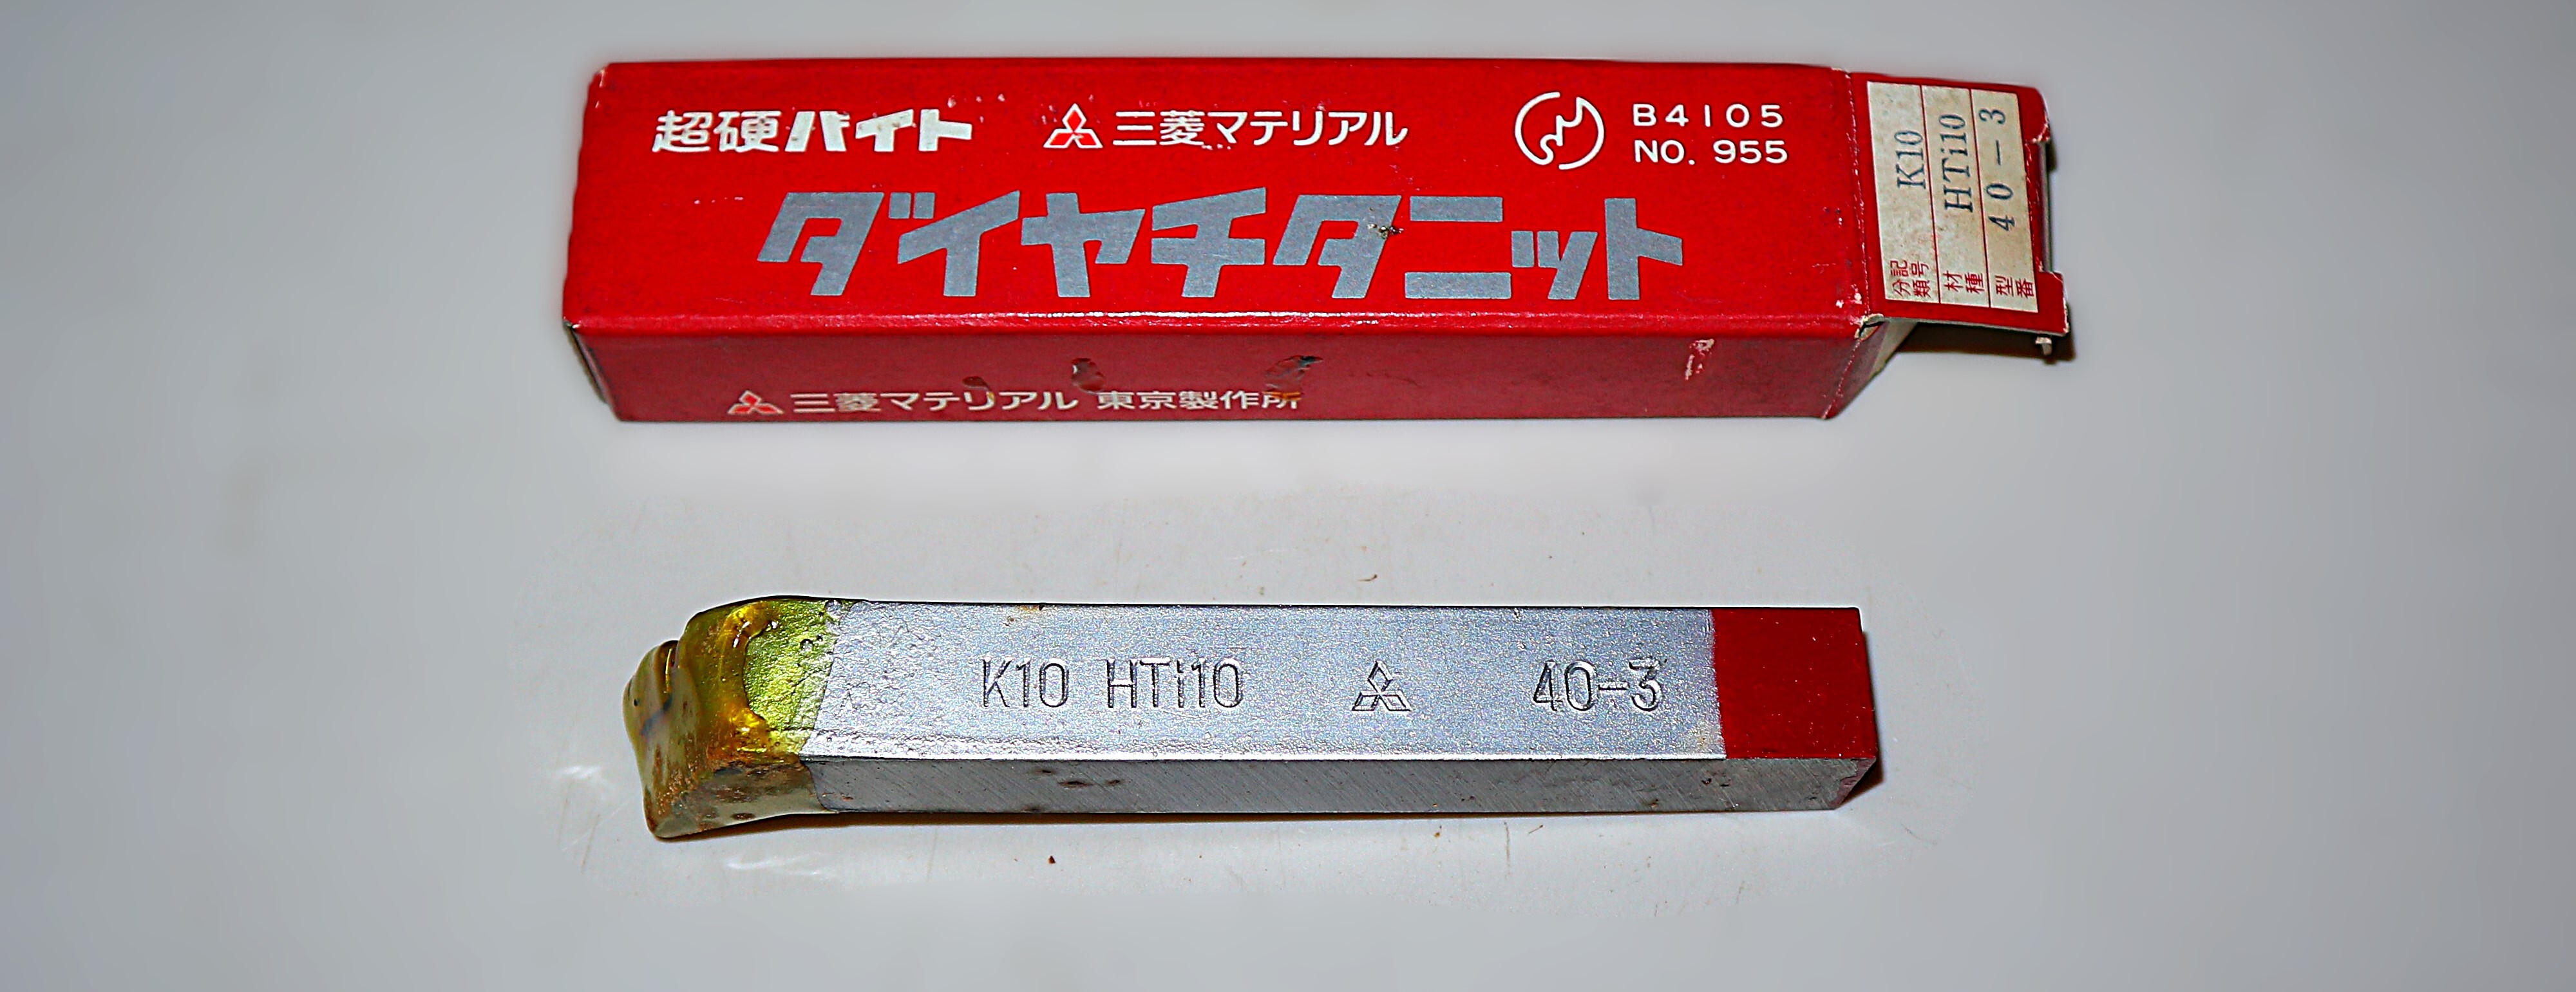 超硬バイト 三菱マテリアル B4105
NO. 955
ダイヤチタニット
三菱マテリアル 東京製作所
分類記号 K10
材種 HTi10
型番 40-3
K10 HTi10 40-3